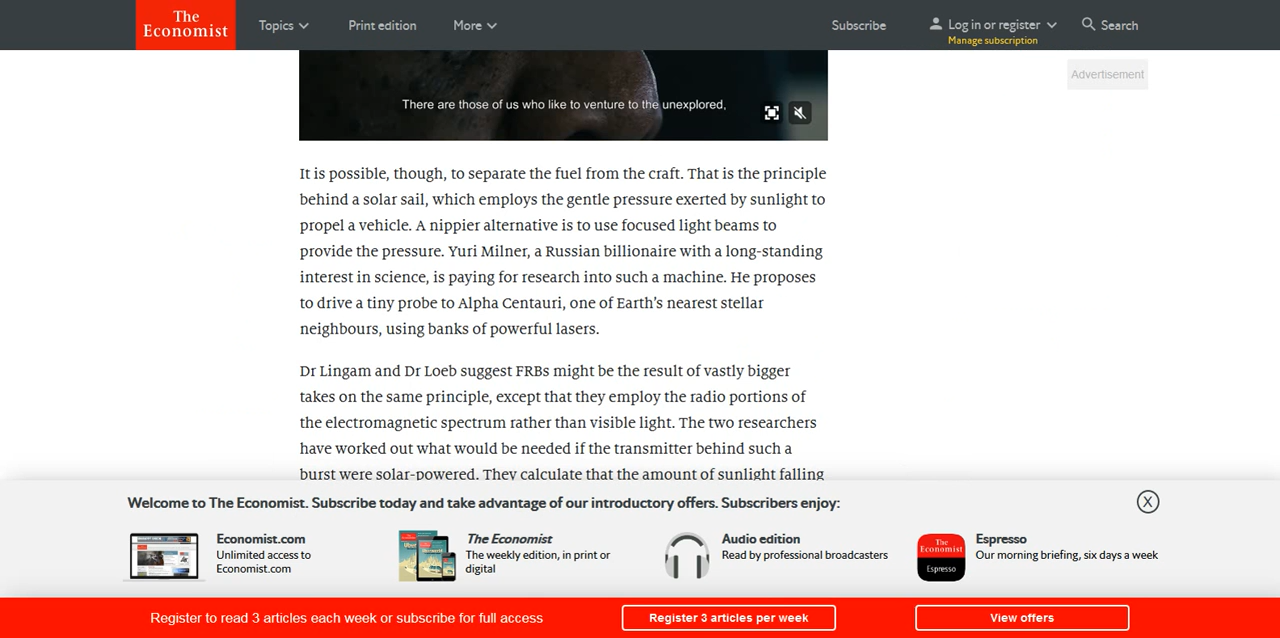 The
Economist
Topics
Print edition
More
Subscribe
Log in or register
Manage subscription
Search
Advertisement
There are those of us who like to venture to the unexplored,
It is possible, though, to separate the fuel from the craft. That is the principle
behind a solar sail, which employs the gentle pressure exerted by sunlight to
propel a vehicle. A nippier alternative is to use focused light beams to
provide the pressure. Yuri Milner, a Russian billionaire with a long-standing
interest in science, is paying for research into such a machine. He proposes
to drive a tiny probe to Alpha Centauri, one of Earth's nearest stellar
neighbours, using banks of powerful lasers.
Dr Lingam and Dr Loeb suggest FRBs might be the result of vastly bigger
takes on the same principle, except that they employ the radio portions of
the electromagnetic spectrum rather than visible light. The two researchers
have worked out what would be needed if the transmitter behind such a
burst were solar-powered. They calculate that the amount of sunlight falling
Welcome to The Economist. Subscribe today and take advantage of our introductory offers. Subscribers enjoy:
X
Economist.com
Unlimited access to
Economist.com
The Economist
The weekly edition, in print or
digital
Audio edition
Read by professional broadcasters
The
Economist
Espresso
Espresso
Our morning briefing, six days a week
Register to read 3 articles each week or subscribe for full access
Register 3 articles per week
View offers